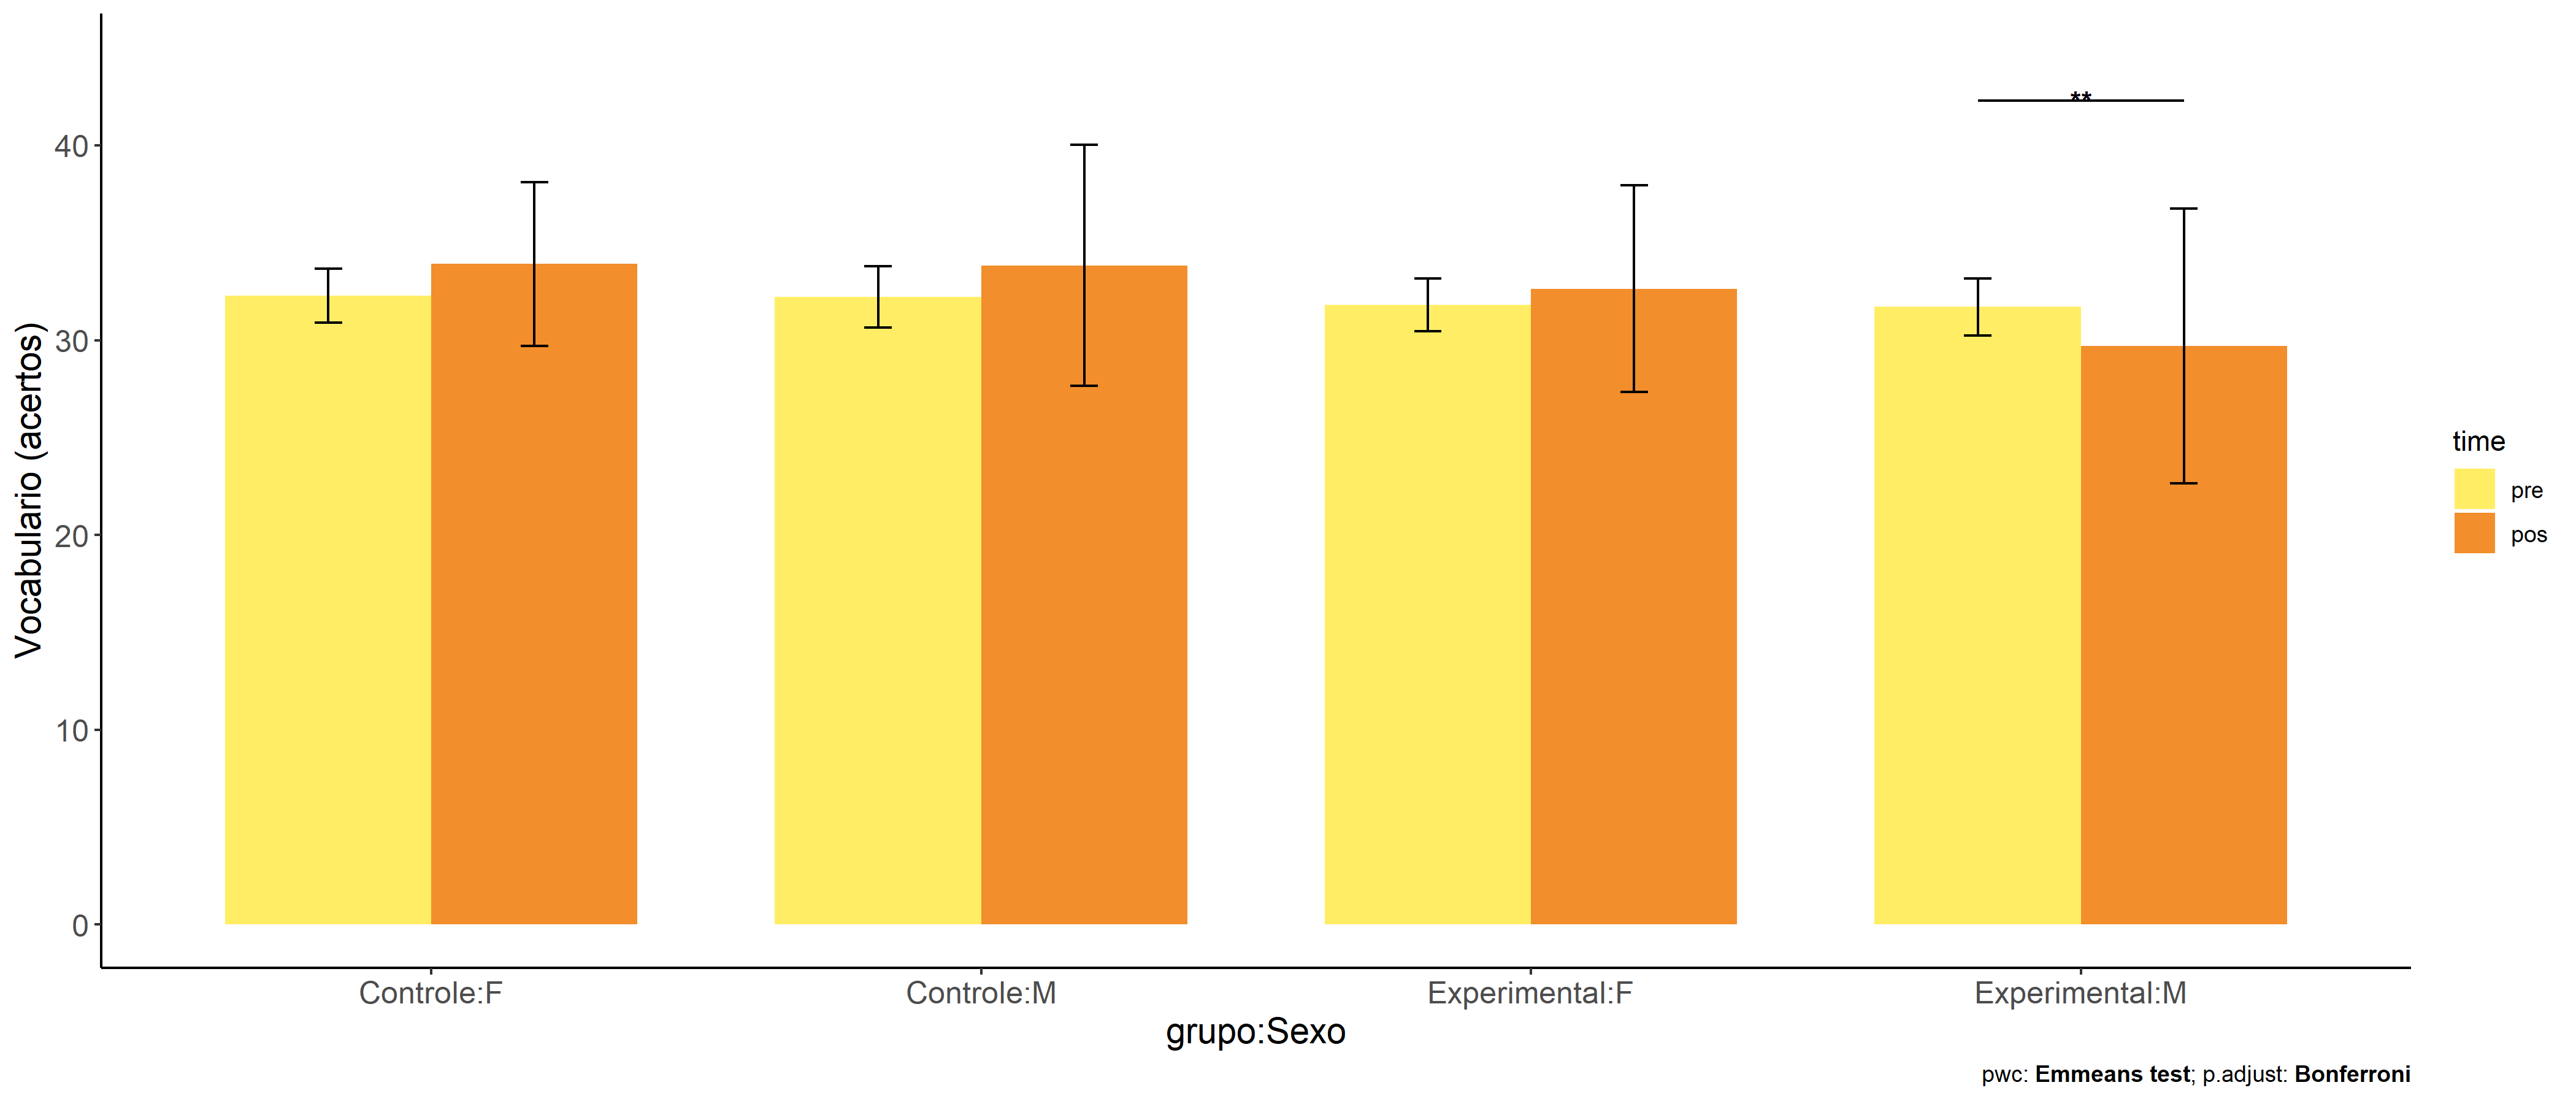 **
Vocabulario (acertos)
40
30
20
10
0
Controle:F
Controle:M
Experimental:F
Experimental:M
grupo:Sexo
time
pre
pos
pwc: Emmeans test; p.adjust: Bonferroni